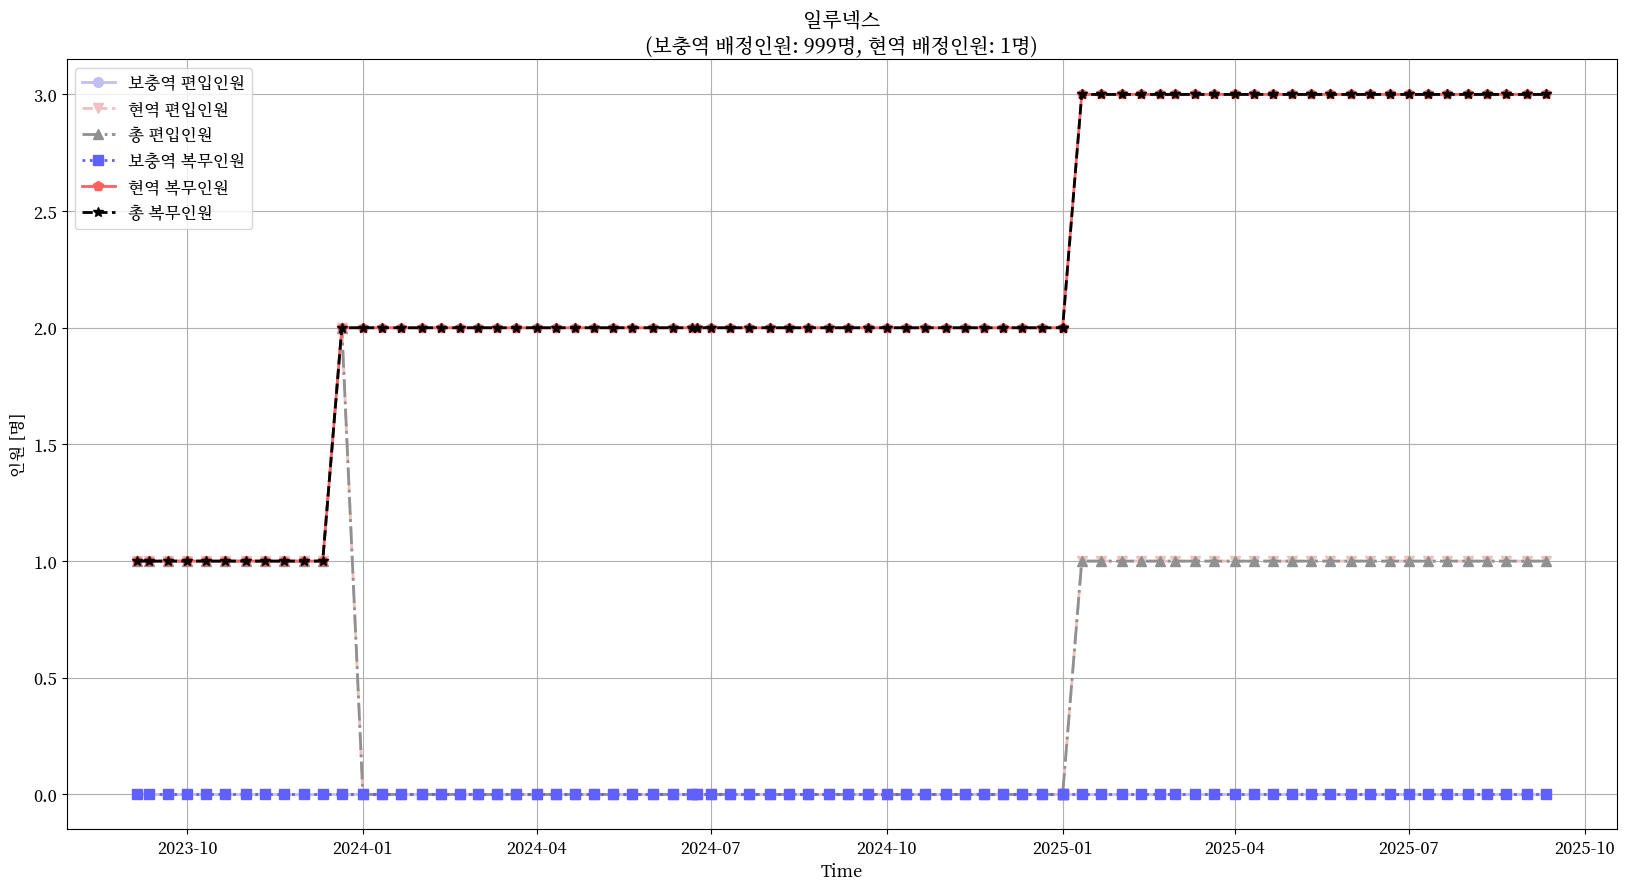 일루넥스
(보충역 배정인원: 999명, 현역 배정인원: 1명)
보충역 편입인원
현역 편입인원
총 편입인원
보충역 복무인원
현역 복무인원
총 복무인원
인원 [명]
3.0
2.5
2.0
1.5
1.0
0.5
0.0
2023-10
2024-01
2024-04
2024-07
2024-10
2025-01
2025-04
2025-07
2025-10
Time